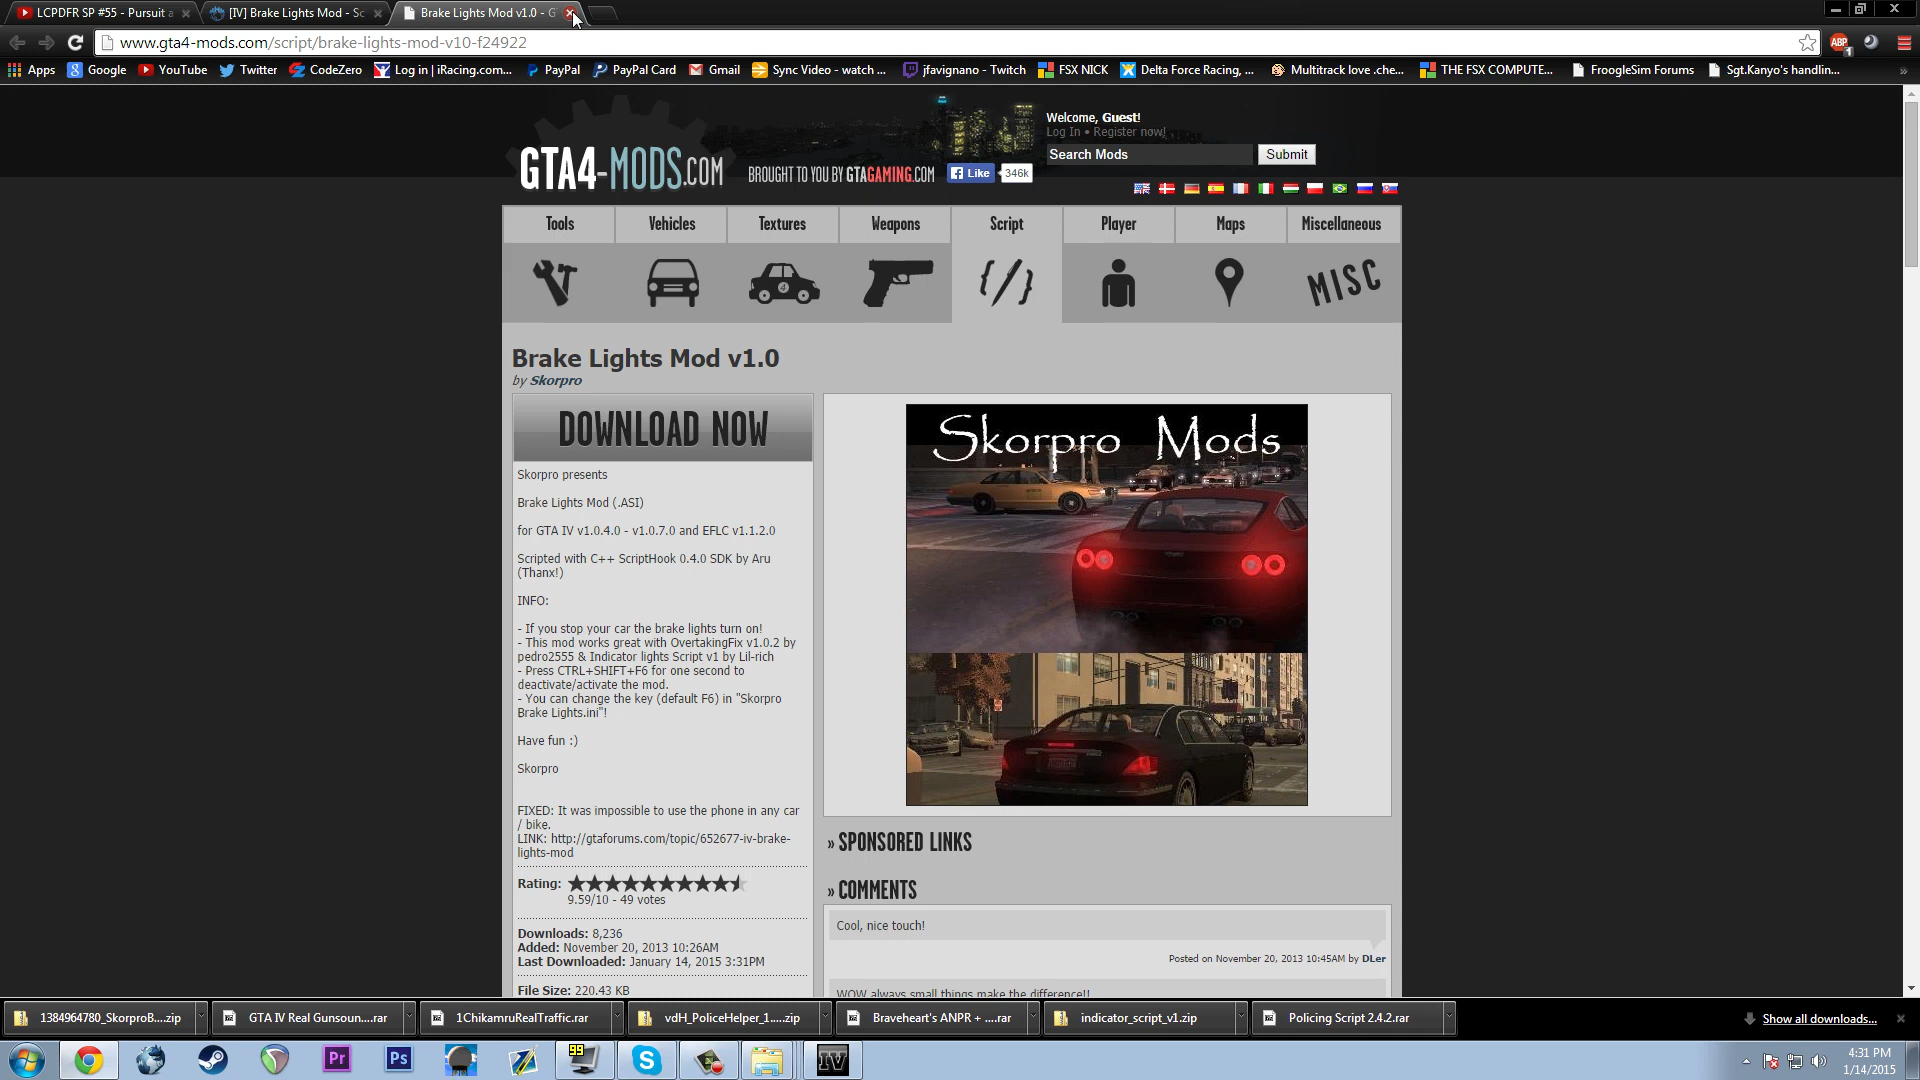 LCPDFR SP #55 - Pursuit a
[IV] Brake Lights Mod - Sc
Brake Lights Mod v1.0 - G
www.gta4-mods.com/script/brake-lights-mod-v10-f24922
ABP
1
Apps
Google
YouTube
Twitter
CodeZero
Log in | iRacing.com...
PayPal
PayPal Card
Gmail
Sync Video - watch ...
jfavignano - Twitch
FSX NICK
Delta Force Racing, ...
Multitrack love .che...
THE FSX COMPUTE...
FroogleSim Forums
Sgt.Kanyo's handlin...
»
GTA4-MODS.COM
BROUGHT TO YOU BY GTAGAMING.COM
Like
346k
Welcome, Guest!
Log In • Register now!
Search Mods
Submit
Tools
Vehicles
Textures
Weapons
Script
Player
Maps
Miscellaneous
4
MISC
Brake Lights Mod v1.0
by Skorpro
DOWNLOAD NOW
Skorpro presents
Brake Lights Mod (.ASI)
for GTA IV v1.0.4.0 - v1.0.7.0 and EFLC v1.1.2.0
Scripted with C++ ScriptHook 0.4.0 SDK by Aru
(Thanx!)
INFO:
- If you stop your car the brake lights turn on!
- This mod works great with OvertakingFix v1.0.2 by
pedro2555 & Indicator lights Script v1 by Lil-rich
- Press CTRL+SHIFT+F6 for one second to
deactivate/activate the mod.
- You can change the key (default F6) in "Skorpro
Brake Lights.ini"!
Have fun :)
Skorpro
FIXED: It was impossible to use the phone in any car
/ bike.
LINK: http://gtaforums.com/topic/652677-iv-brake-
lights-mod
Rating:
9.59/10 - 49 votes
Downloads: 8,236
Added: November 20, 2013 10:26AM
Last Downloaded: January 14, 2015 3:31PM
File Size: 220.43 KB
Skorpro Mods
» SPONSORED LINKS
» COMMENTS
Cool, nice touch!
Posted on November 20, 2013 10:45AM by DLer
WOW always small things make the difference!!
1384964780_SkorproB....zip
GTA IV Real Gunsoun....rar
1ChikamruRealTraffic.rar
vdH_PoliceHelper_1.....zip
Braveheart's ANPR + ....rar
indicator_script_v1.zip
Policing Script 2.4.2.rar
Show all downloads...
Pr
Ps
99
IV
4:31 PM
1/14/2015